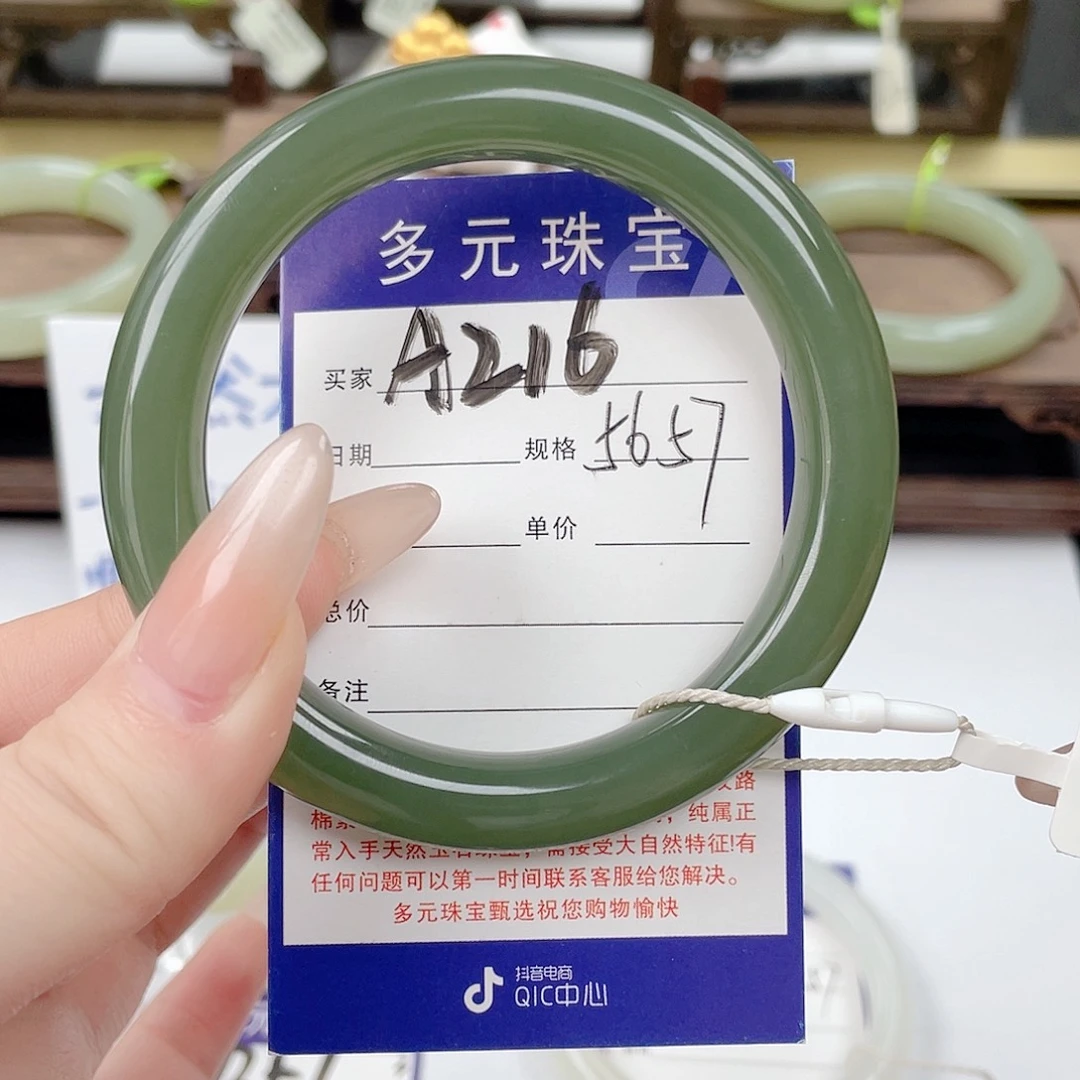 多元珠宝
买家 A216
日期 规格 5657
单价
总价
备注
纯属正
常入手天然
需接受大自然特征!有
任何问题可以第一时间联系客服给您解决。
多元珠宝甄选祝您购物愉快
抖音电商
QIC中心